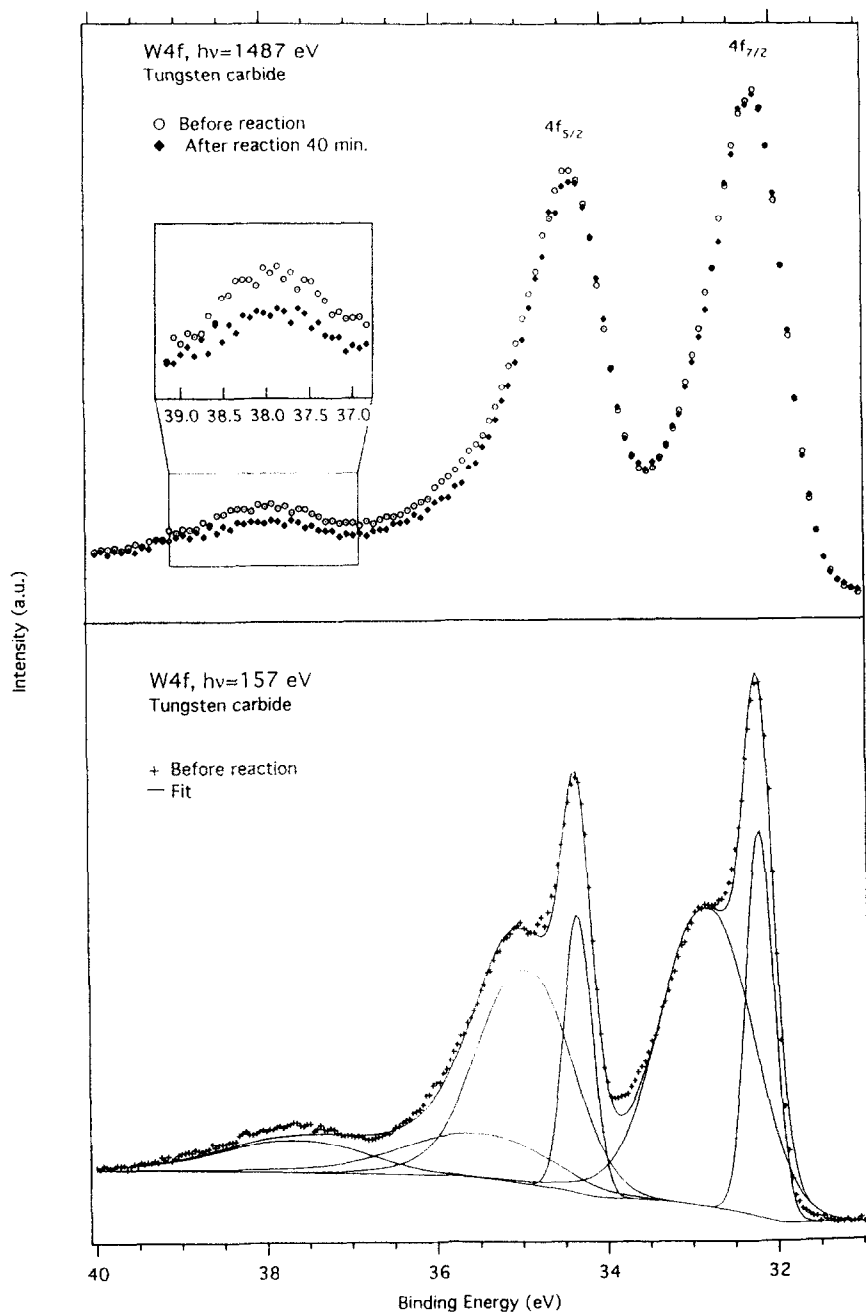 W4f, hν=1487 eV
Tungsten carbide
○ Before reaction
◆ After reaction 40 min.
4f5/2
4f7/2
39.0 38.5 38.0 37.5 37.0
Intensity (a.u.)
W4f, hν=157 eV
Tungsten carbide
+ Before reaction
— Fit
40 38 36 34 32
Binding Energy (eV)